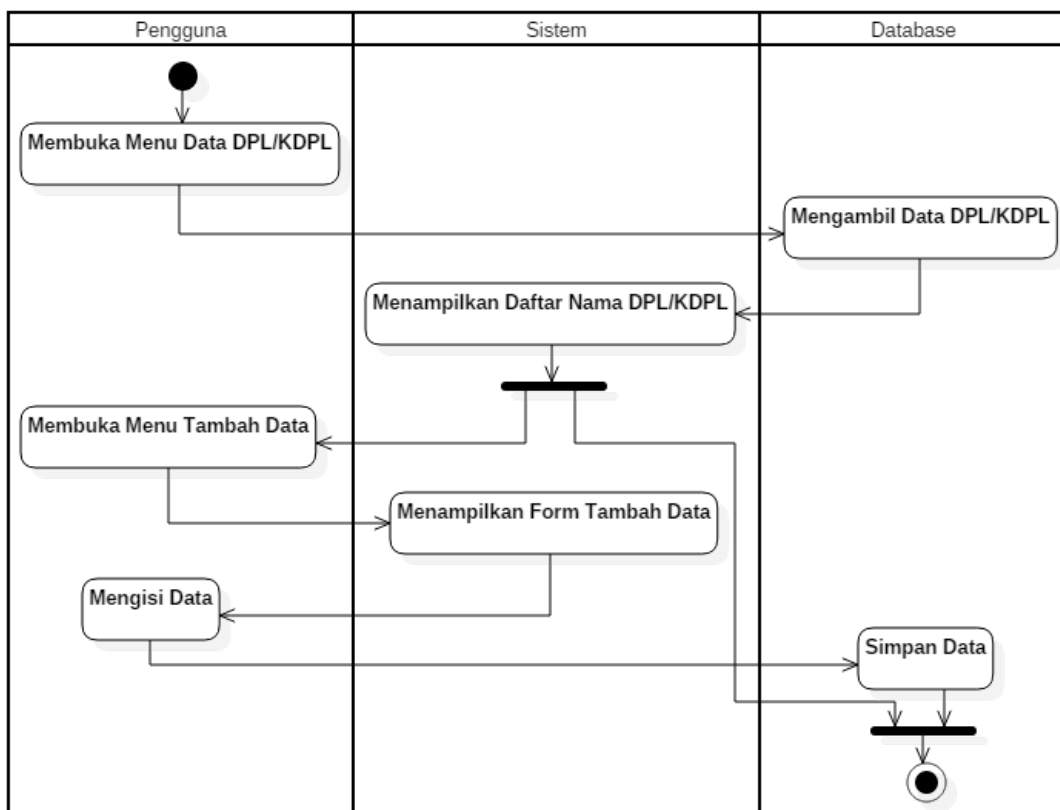 Pengguna
Sistem
Database
Membuka Menu Data DPL/KDPL
Mengambil Data DPL/KDPL
Menampilkan Daftar Nama DPL/KDPL
Membuka Menu Tambah Data
Menampilkan Form Tambah Data
Mengisi Data
Simpan Data